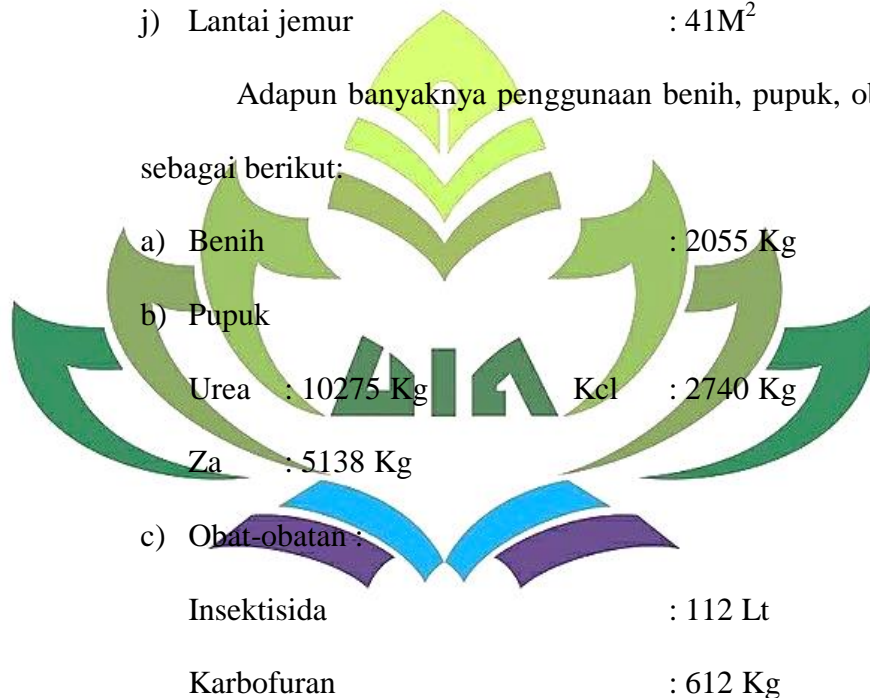 j) Lantai jemur : 41M²
Adapun banyaknya penggunaan benih, pupuk,
sebagai berikut:
a) Benih : 2055 Kg
b) Pupuk
Urea : 10275 Kg Kcl : 2740 Kg
Za : 5138 Kg
c) Obat-obatan :
Insektisida : 112 Lt
Karbofuran : 612 Kg